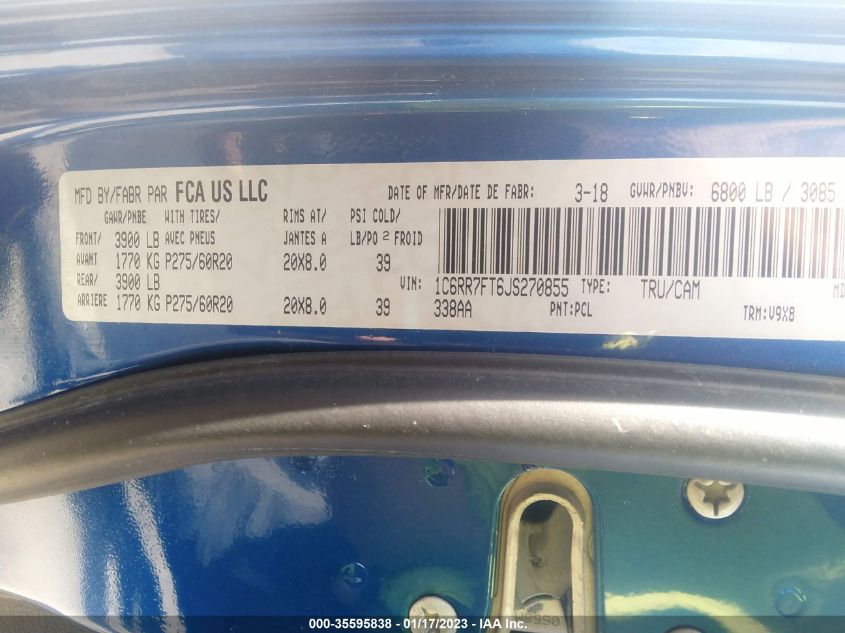 MFD BY/FABR PAR FCA US LLC DATE OF MFR/DATE DE FABR: 3-18 GVWR/PNBV: 6800 LB / 3085
GAWR/PNBE WITH TIRES/ RIMS AT/ PSI COLD/
FRONT/ 3900 LB AVEC PNEUS JANTES A LB/PO 2 FROID
AVANT 1770 KG P275/60R20 20X8.0 39
REAR/ 3900 LB VIN: 1C6RR7FT6JS270855 TYPE: TRU/CAM MD
ARRIERE 1770 KG P275/60R20 20X8.0 39 338AA PNT:PCL TRM:V9X8
000-35595838 - 01/17/2023 - IAA Inc.